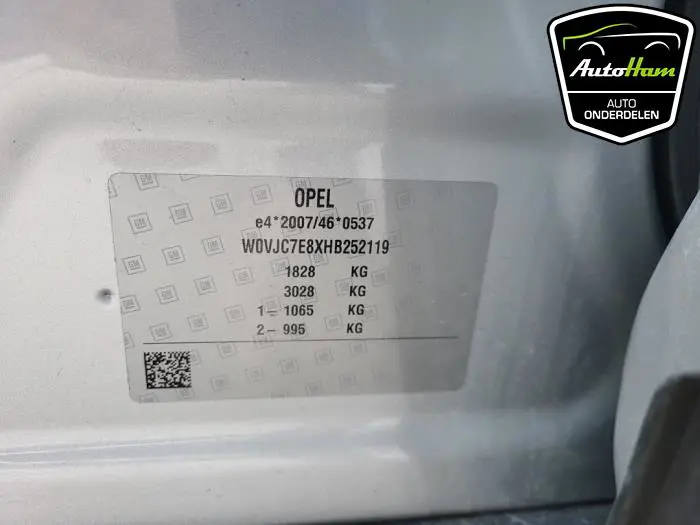 AutoHam
AUTO
ONDERDELEN
OPEL
e4*2007/46*0537
W0VJC7E8XHB252119
1828 KG
3028 KG
1- 1065 KG
2- 995 KG